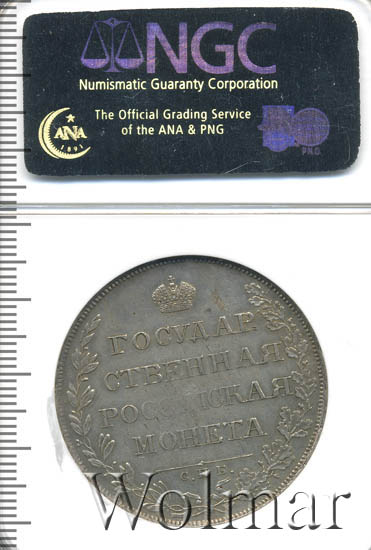 NGC
Numismatic Guaranty Corporation
The Official Grading Service
of the ANA & PNG
ANA
1891
P.N.G.
ГОСУДАР
СТВЕННАЯ
РОССІЙСКАЯ
МОНЕТА
Wolmar